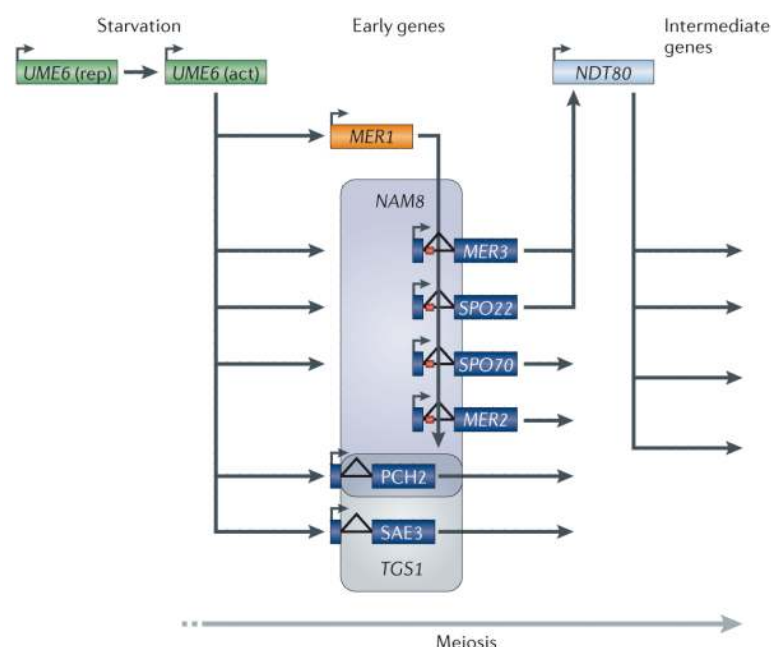 Starvation
Early genes
Intermediate
genes
UME6 (rep)
UME6 (act)
NDT80
MER1
NAM8
MER3
SPO22
SPO70
MER2
PCH2
SAE3
TGS1
Meiosis